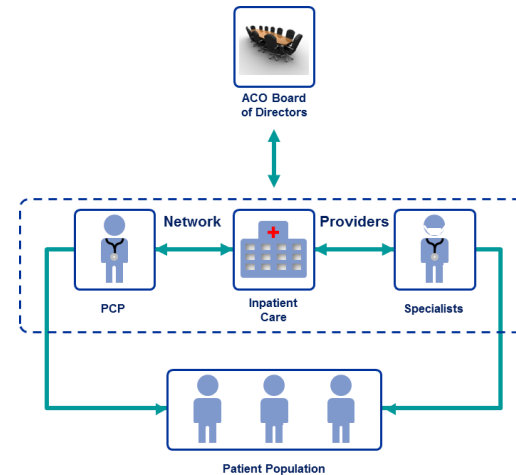 ACO Board
of Directors
Network
Providers
PCP
Inpatient
Care
Specialists
Patient Population